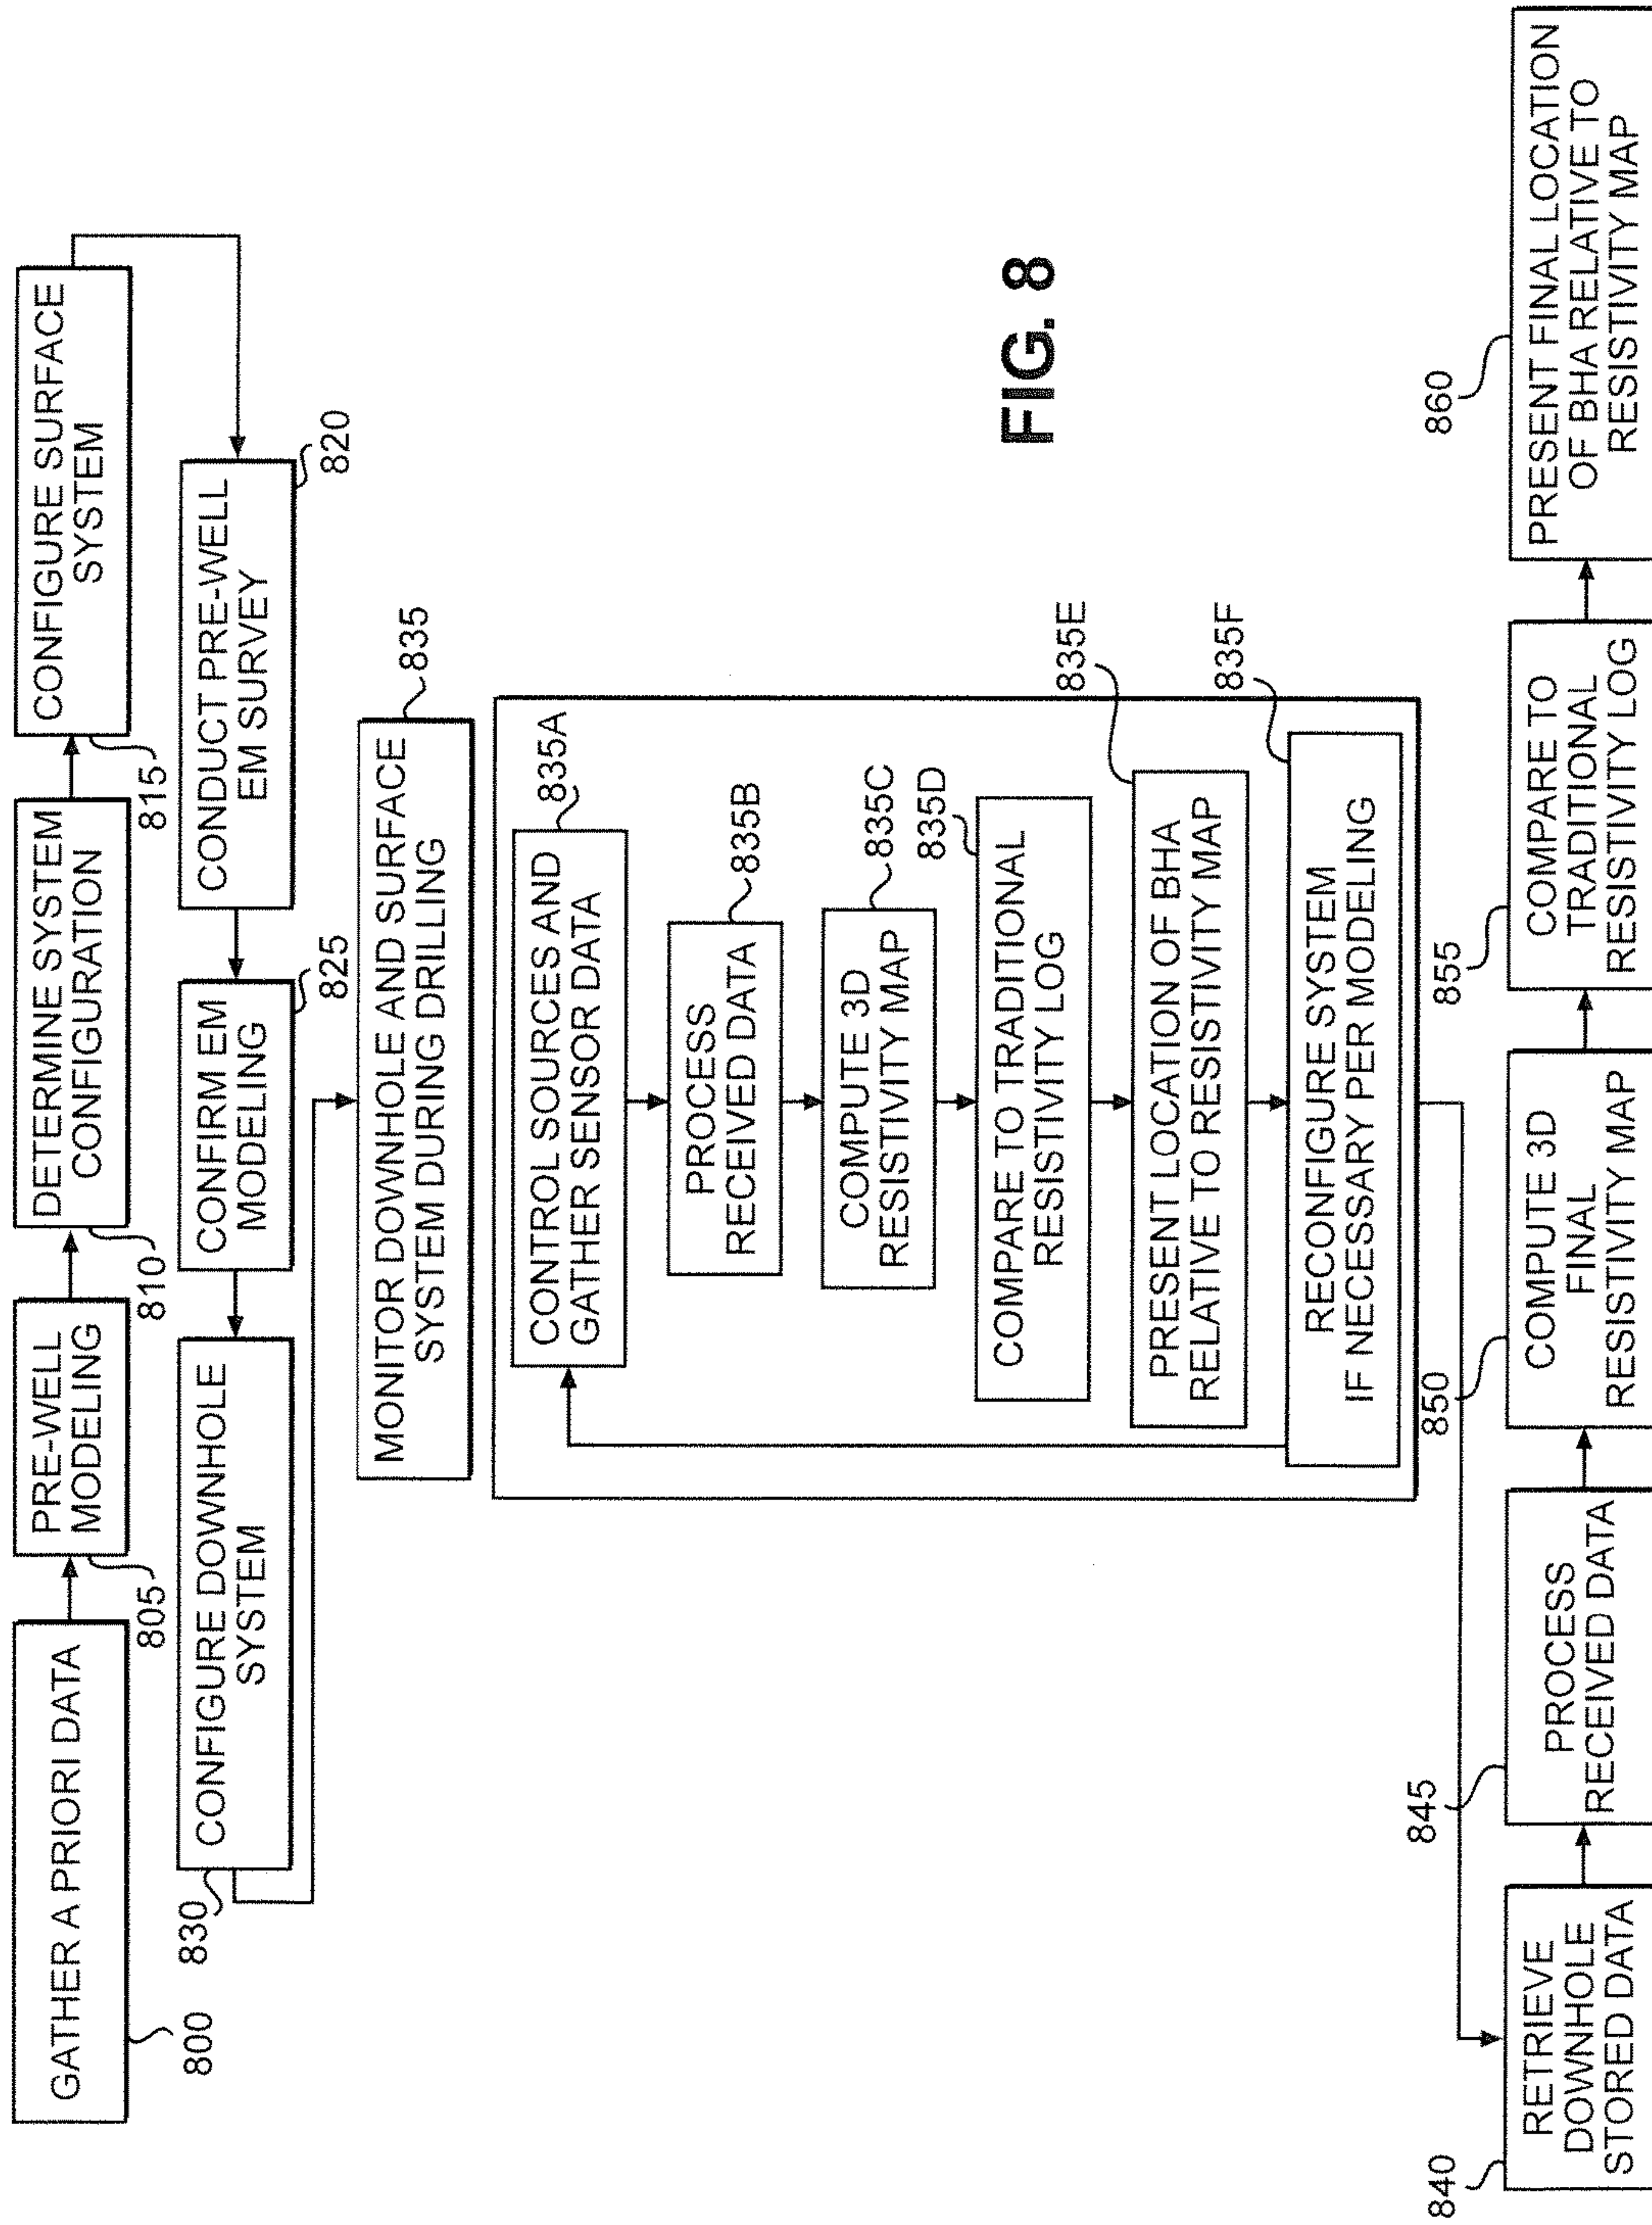 GATHER A PRIORI DATA
800
PRE-WELL
MODELING
805
DETERMINE SYSTEM
CONFIGURATION
810
CONFIGURE SURFACE
SYSTEM
815
CONDUCT PRE-WELL
EM SURVEY
820
CONFIRM EM
MODELING
825
CONFIGURE DOWNHOLE
SYSTEM
830
MONITOR DOWNHOLE AND SURFACE
SYSTEM DURING DRILLING
835
CONTROL SOURCES AND
GATHER SENSOR DATA
835A
PROCESS
RECEIVED DATA
835B
COMPUTE 3D
RESISTIVITY MAP
835C
COMPARE TO TRADITIONAL
RESISTIVITY LOG
835D
PRESENT LOCATION OF BHA
RELATIVE TO RESISTIVITY MAP
835E
RECONFIGURE SYSTEM
IF NECESSARY PER MODELING
835F
RETRIEVE
DOWNHOLE
STORED DATA
840
PROCESS
RECEIVED DATA
845
COMPUTE 3D
FINAL
RESISTIVITY MAP
850
COMPARE TO
TRADITIONAL
RESISTIVITY LOG
855
PRESENT FINAL LOCATION
OF BHA RELATIVE TO
RESISTIVITY MAP
860
FIG. 8